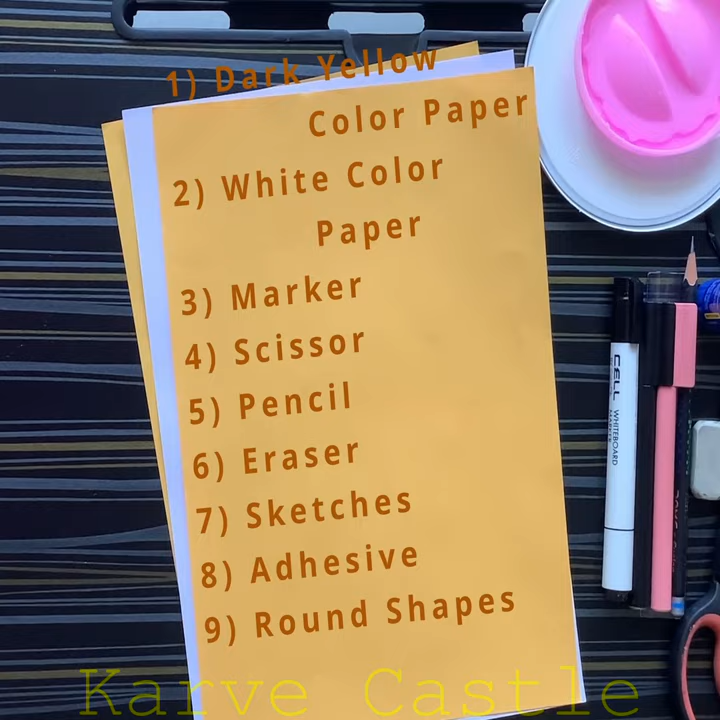 1) Dark Yellow
Color Paper
2) White Color
Paper
3) Marker
4) Scissor
5) Pencil
6) Eraser
7) Sketches
8) Adhesive
9) Round Shapes
CELL WHITEBOARD
MARKER
Karve Castle